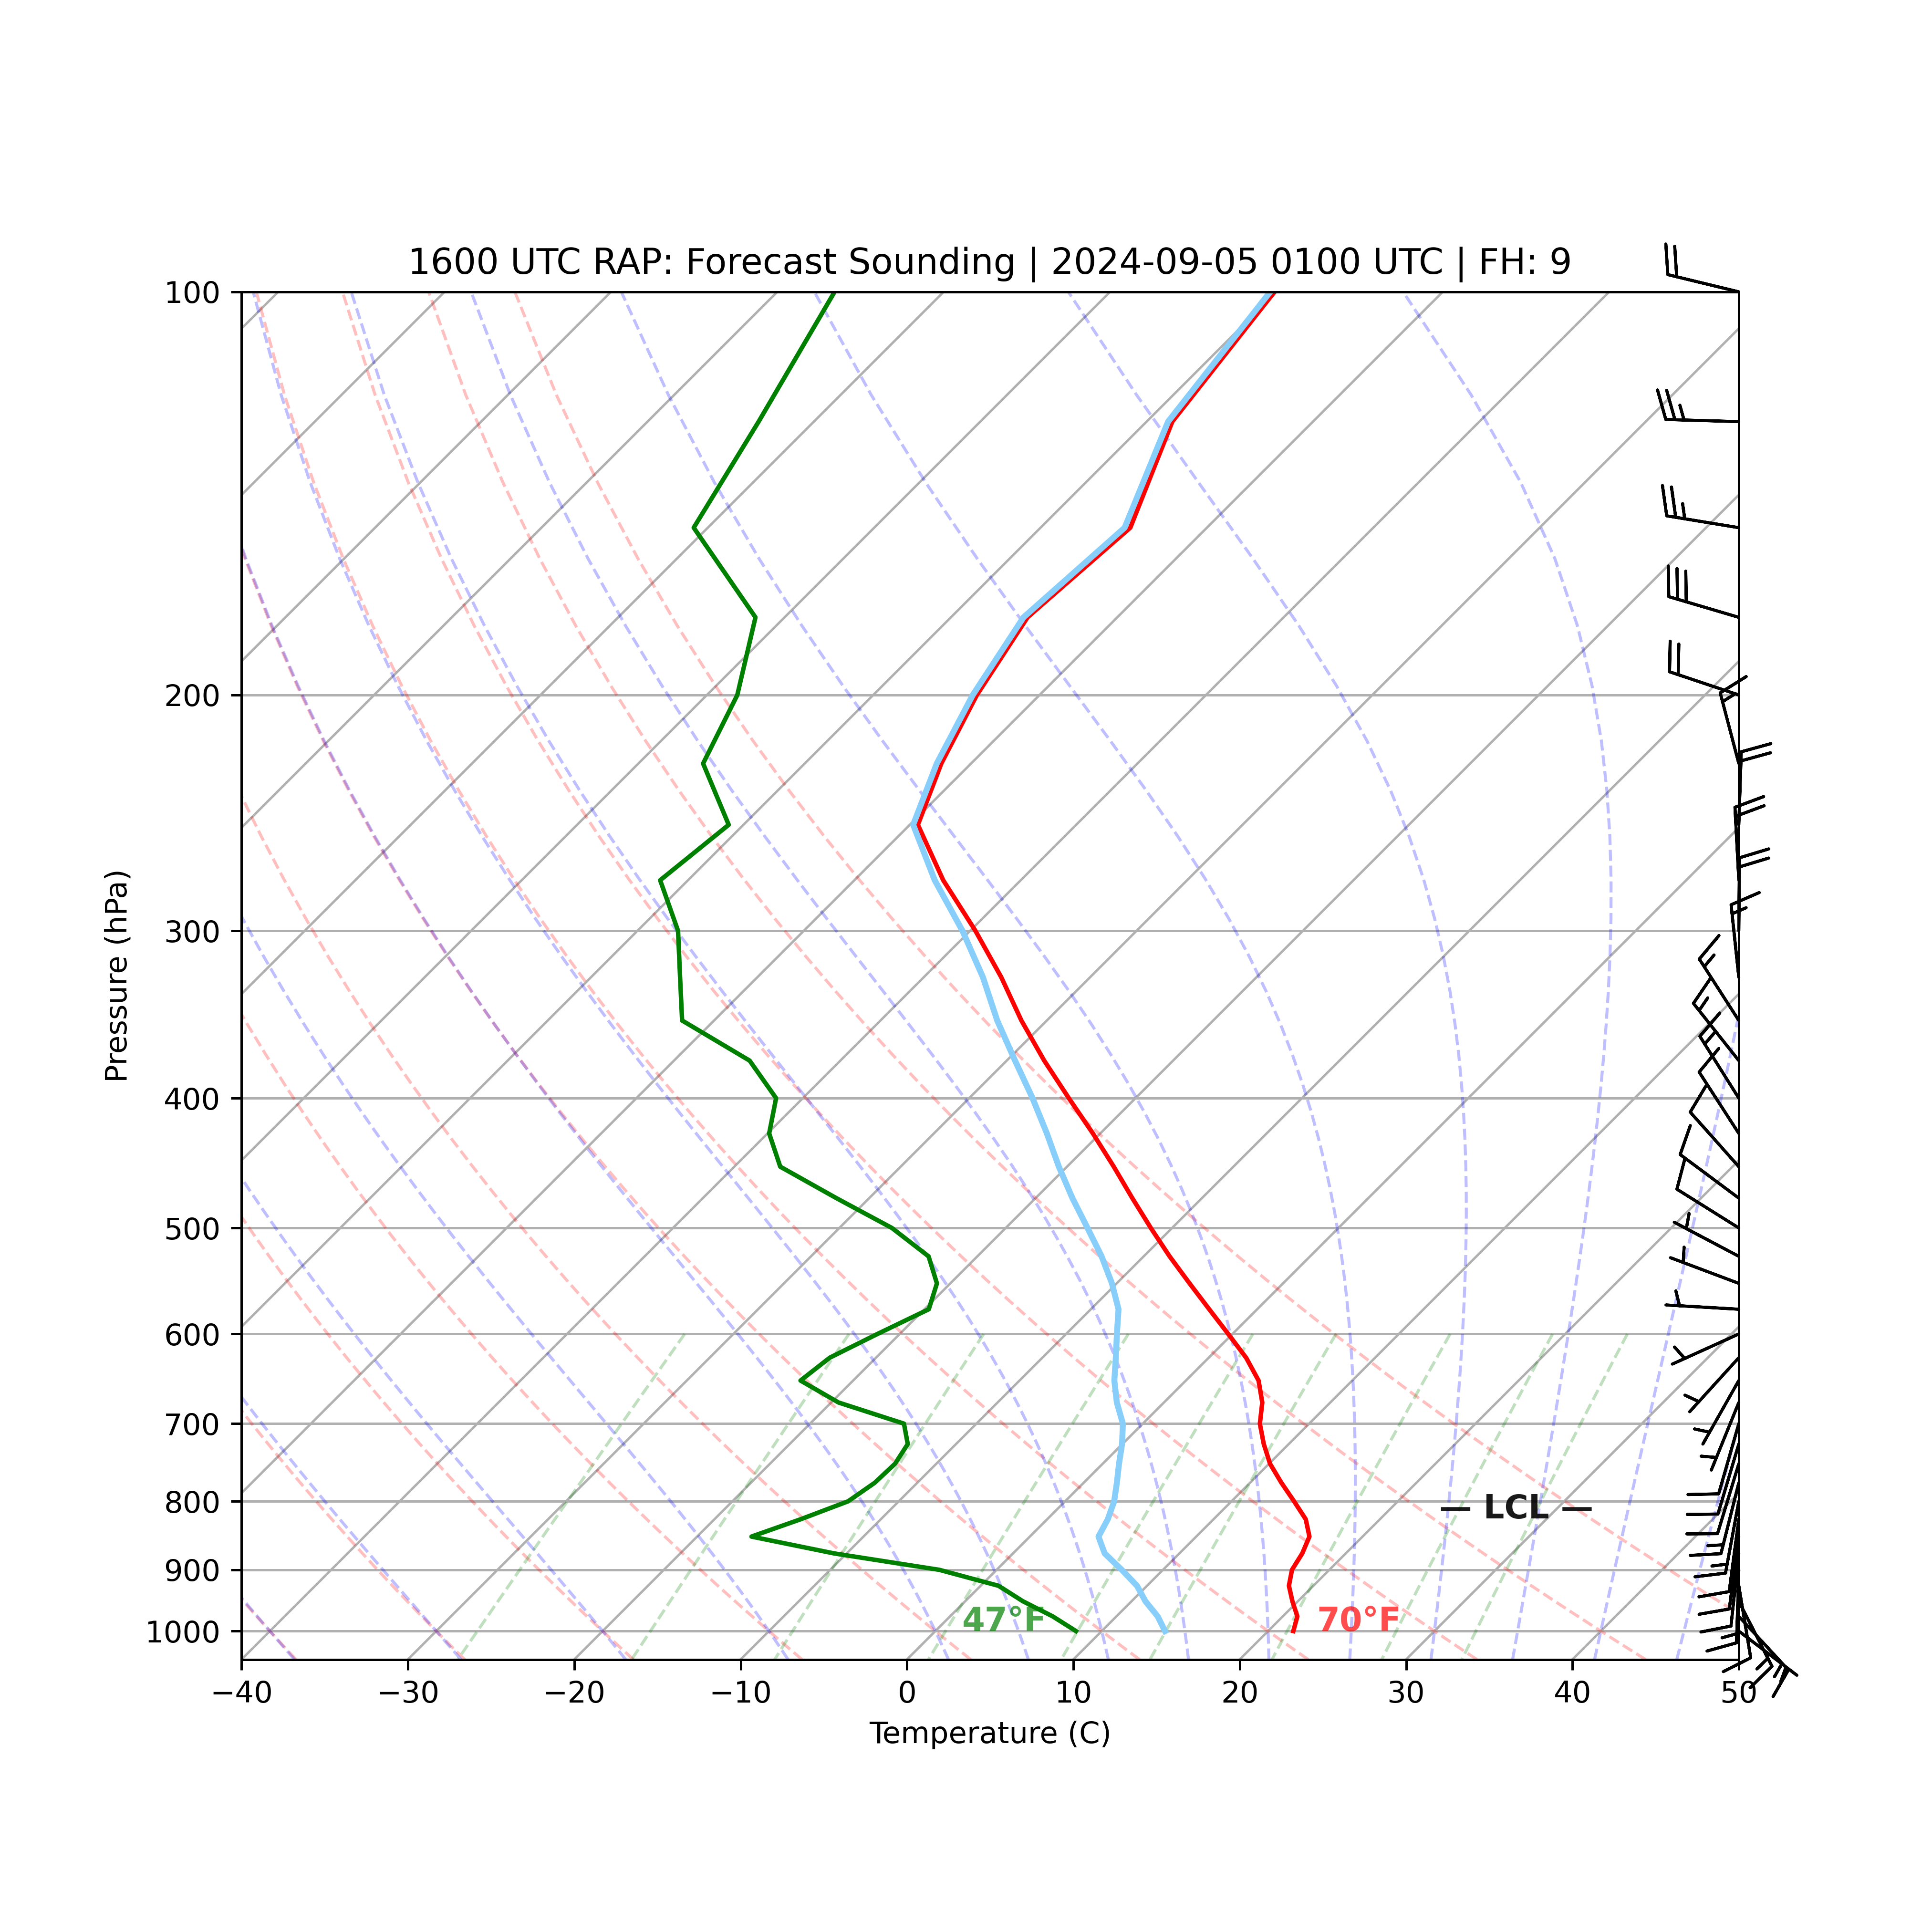 1600 UTC RAP: Forecast Sounding | 2024-09-05 0100 UTC | FH: 9
100
200
300
400
500
600
700
800
900
1000
Pressure (hPa)
— LCL —
47°F
70°F
−40 −30 −20 −10 0 10 20 30 40 50
Temperature (C)